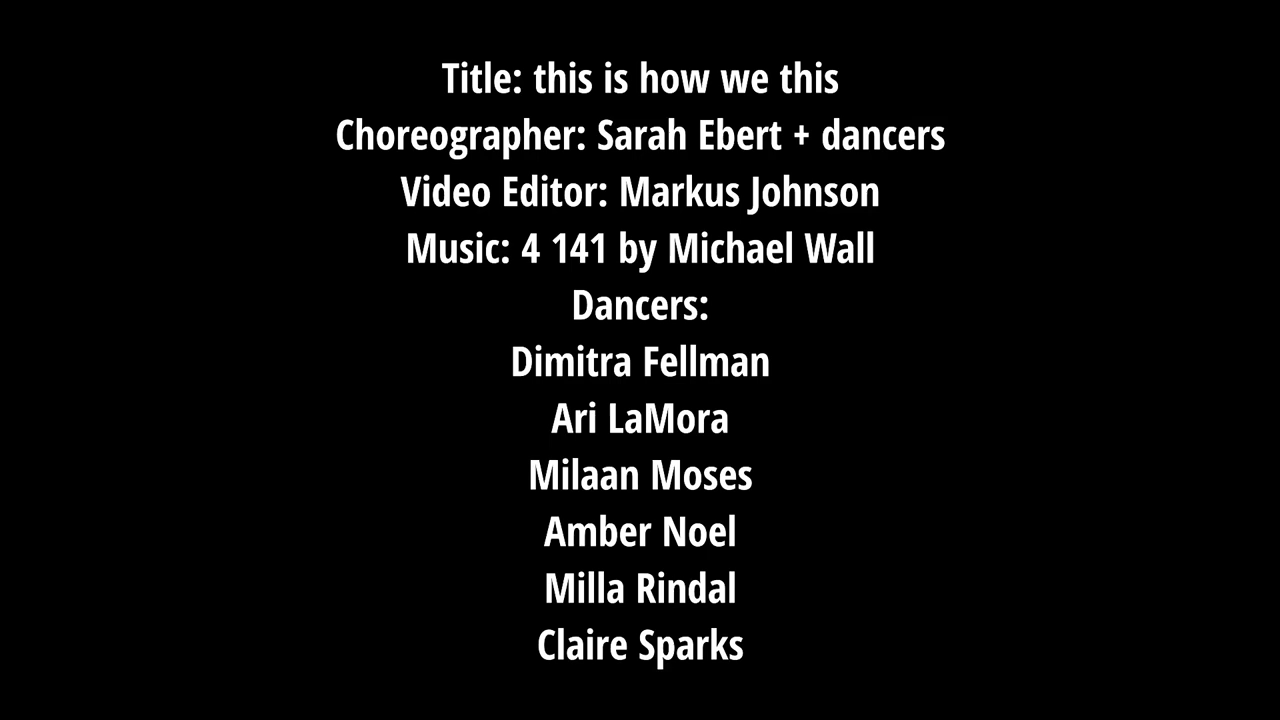 Title: this is how we this
Choreographer: Sarah Ebert + dancers
Video Editor: Markus Johnson
Music: 4 141 by Michael Wall
Dancers:
Dimitra Fellman
Ari LaMora
Milaan Moses
Amber Noel
Milla Rindal
Claire Sparks